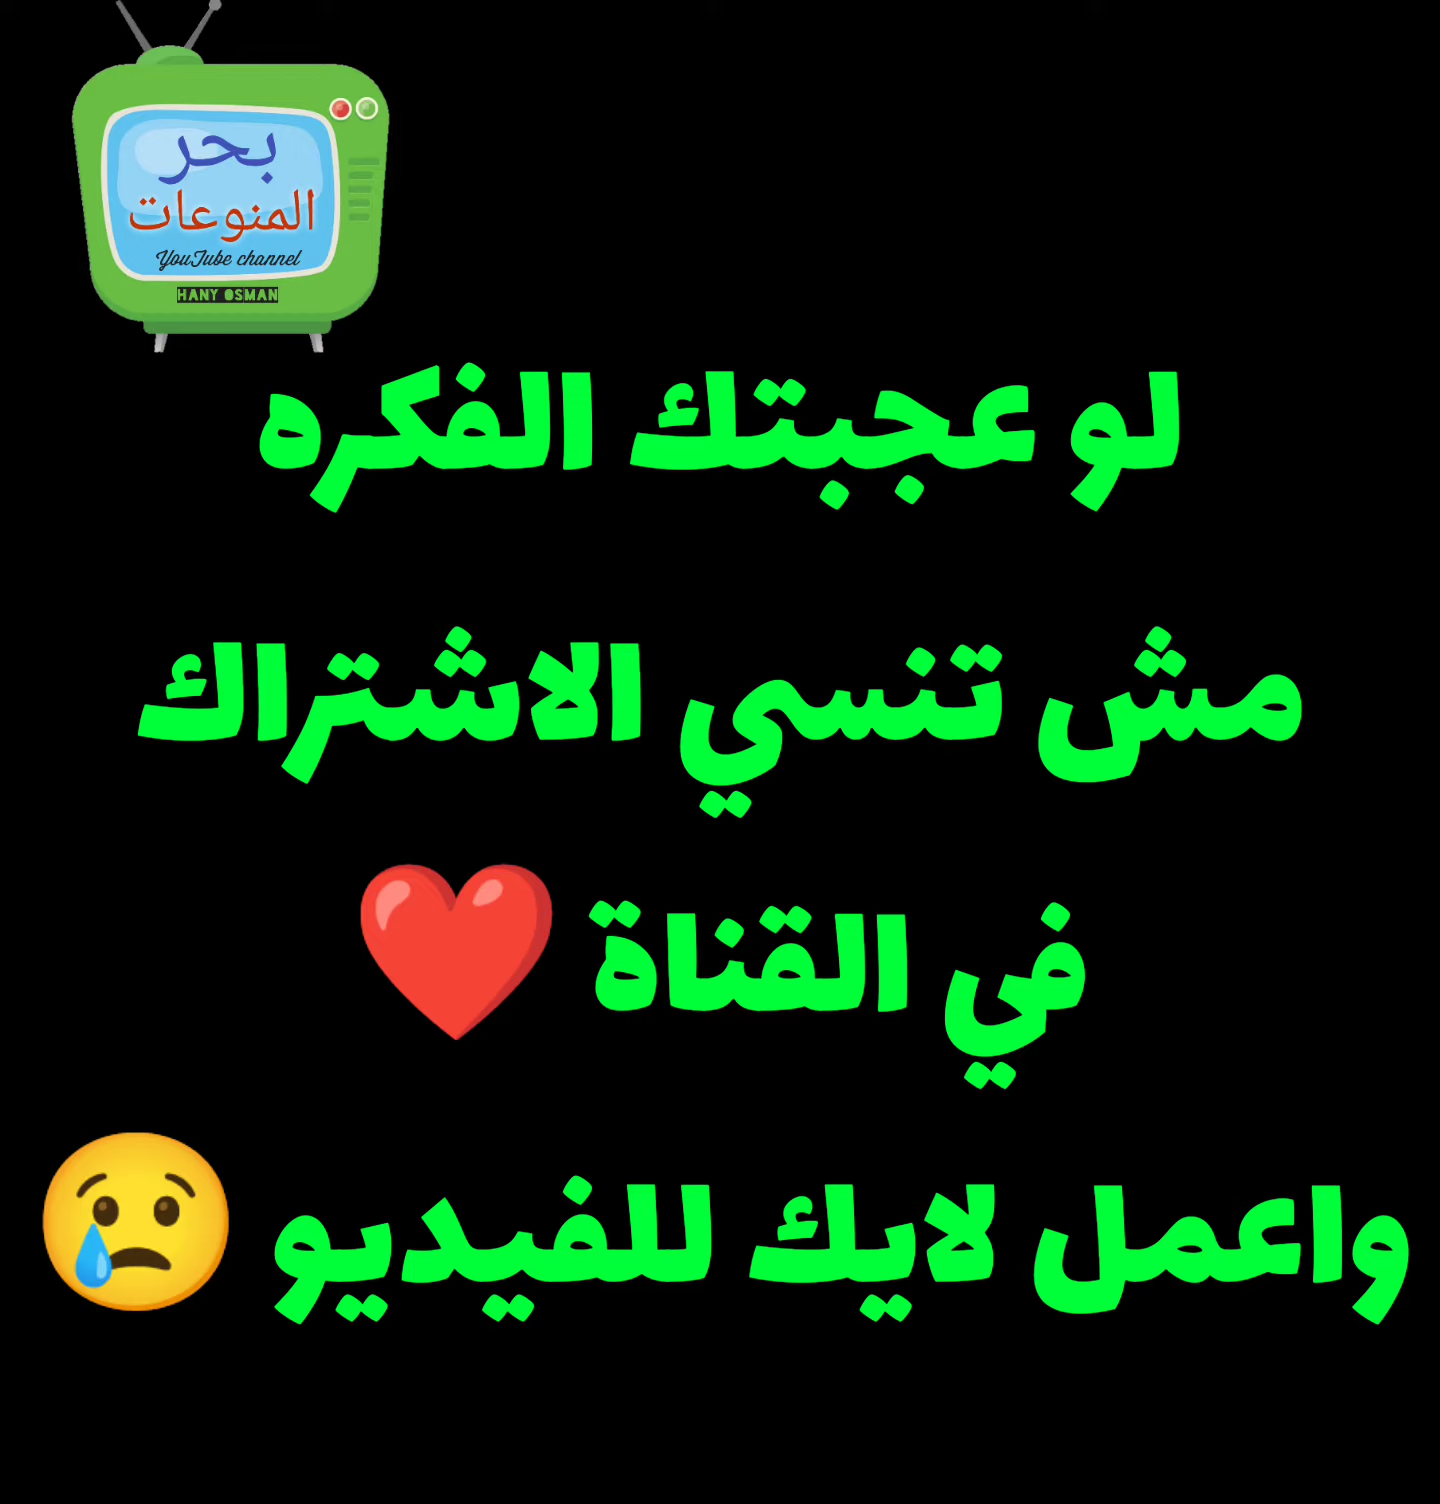 بحر
المنوعات
YouTube channel
HANY OSMAN
لو عجبتك الفكره
مش تنسي الاشتراك
في القناة ❤️
واعمل لايك للفيديو 😢